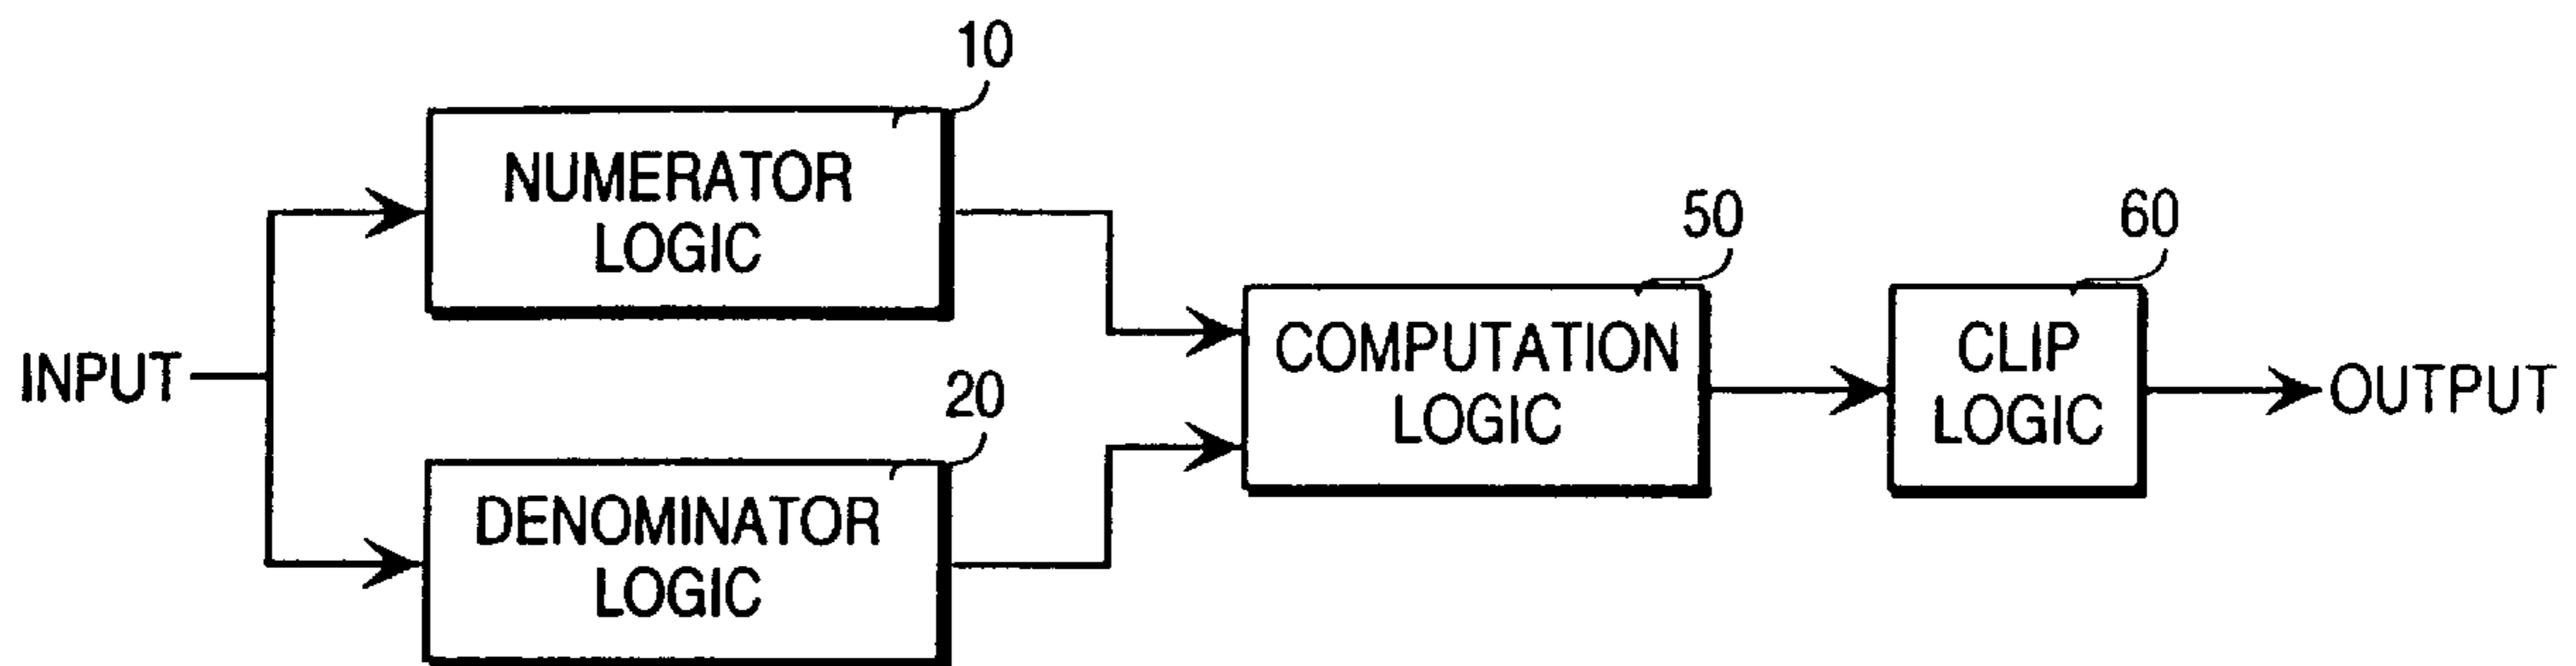 10
NUMERATOR
LOGIC
INPUT
20
DENOMINATOR
LOGIC
50
COMPUTATION
LOGIC
60
CLIP
LOGIC
OUTPUT